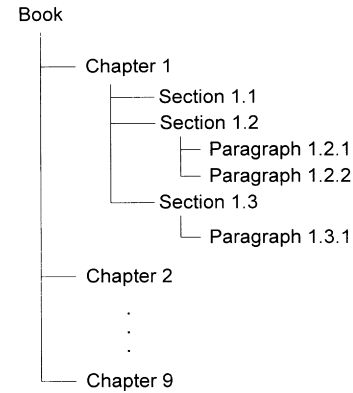 Book
Chapter 1
Section 1.1
Section 1.2
Paragraph 1.2.1
Paragraph 1.2.2
Section 1.3
Paragraph 1.3.1
Chapter 2
.
.
.
Chapter 9